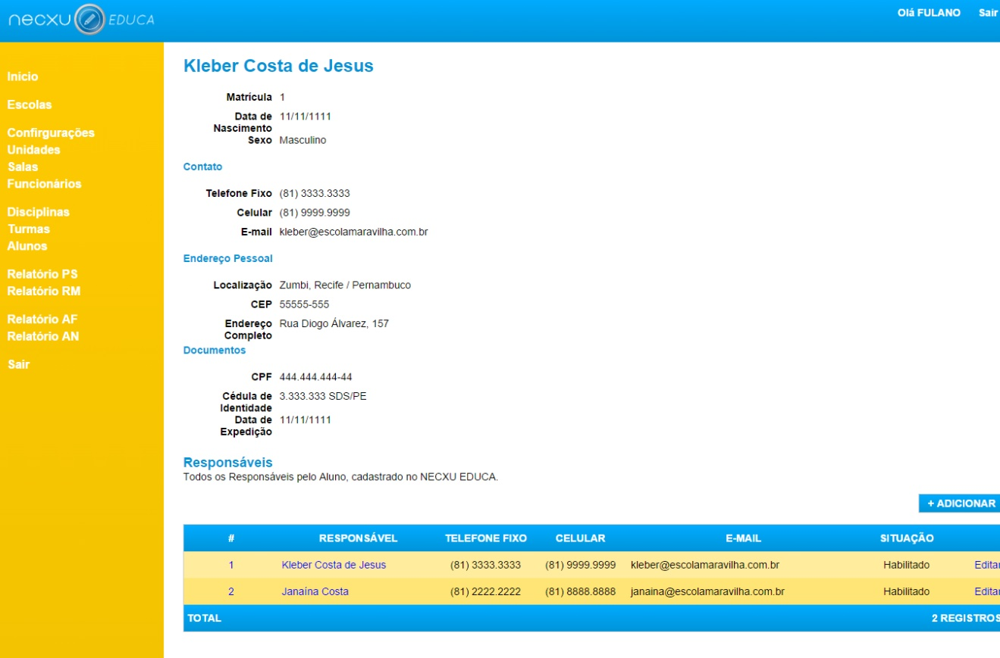 necxu EDUCA
Olá FULANO Sair
Início
Escolas
Confirgurações
Unidades
Salas
Funcionários
Disciplinas
Turmas
Alunos
Relatório PS
Relatório RM
Relatório AF
Relatório AN
Sair
Kleber Costa de Jesus
Matrícula 1
Data de Nascimento 11/11/1111
Sexo Masculino
Contato
Telefone Fixo (81) 3333.3333
Celular (81) 9999.9999
E-mail kleber@escolamaravilha.com.br
Endereço Pessoal
Localização Zumbi, Recife / Pernambuco
CEP 55555-555
Endereço Completo Rua Diogo Álvarez, 157
Documentos
CPF 444.444.444-44
Cédula de Identidade 3.333.333 SDS/PE
Data de Expedição 11/11/1111
Responsáveis
Todos os Responsáveis pelo Aluno, cadastrado no NECXU EDUCA.
+ ADICIONAR
# RESPONSÁVEL TELEFONE FIXO CELULAR E-MAIL SITUAÇÃO
1 Kleber Costa de Jesus (81) 3333.3333 (81) 9999.9999 kleber@escolamaravilha.com.br Habilitado Editar
2 Janaína Costa (81) 2222.2222 (81) 8888.8888 janaina@escolamaravilha.com.br Habilitado Editar
TOTAL 2 REGISTROS